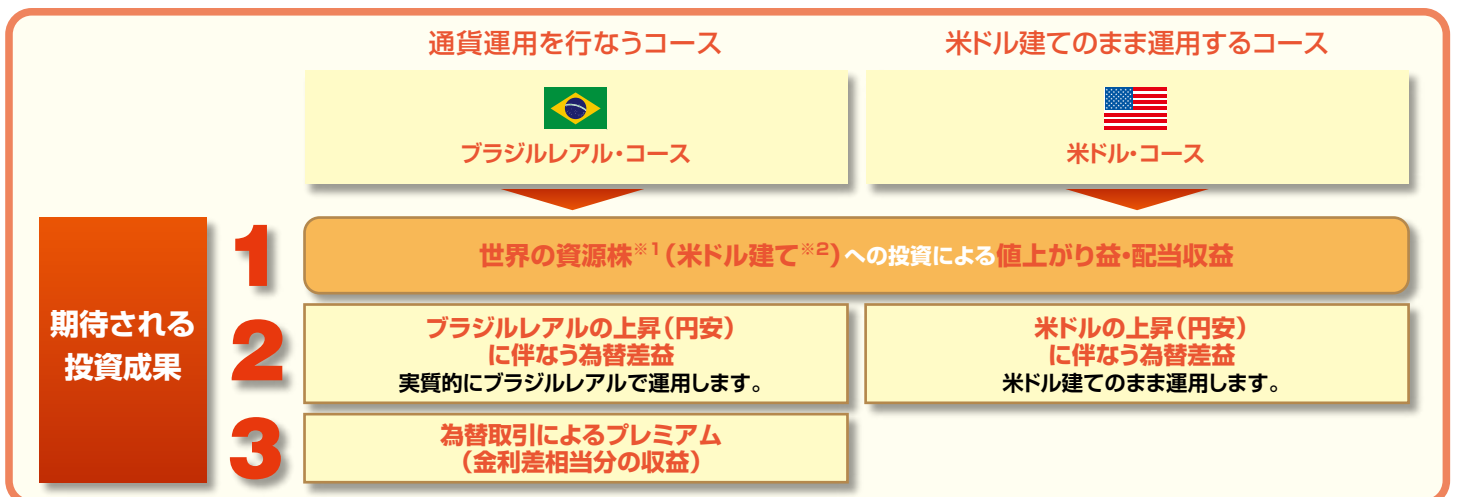 通貨運用を行なうコース
米ドル建てのまま運用するコース
ブラジルレアル・コース
米ドル・コース
期待される
投資成果
1
世界の資源株※1(米ドル建て※2)への投資による値上がり益・配当収益
2
ブラジルレアルの上昇(円安)
に伴なう為替差益
実質的にブラジルレアルで運用します。
米ドルの上昇(円安)
に伴なう為替差益
米ドル建てのまま運用します。
3
為替取引によるプレミアム
(金利差相当分の収益)